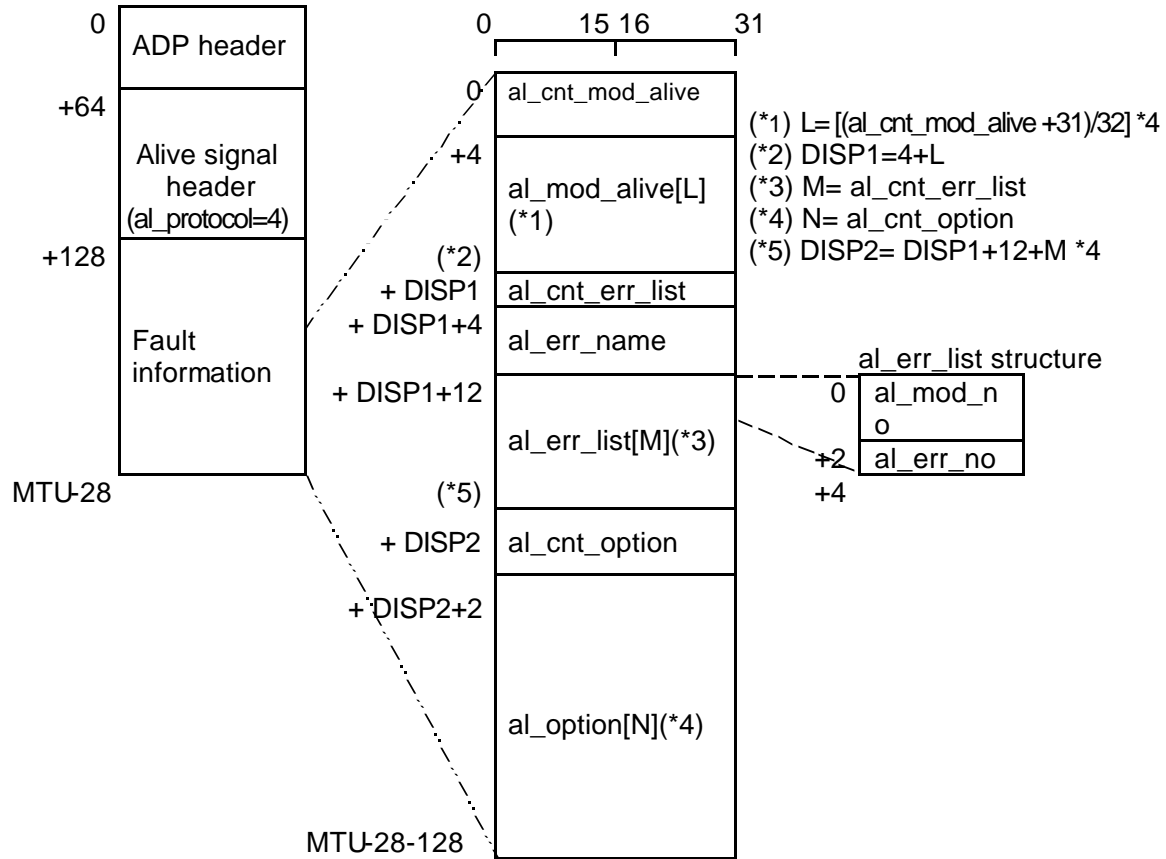 0
ADP header
+64
Alive signal
header
(al_protocol=4)
+128
Fault
information
MTU-28
0 15 16 31
0
al_cnt_mod_alive
+4
al_mod_alive[L]
(*1)
(*2)
+ DISP1
al_cnt_err_list
+ DISP1+4
al_err_name
+ DISP1+12
al_err_list[M](*3)
(*5)
+ DISP2
al_cnt_option
+ DISP2+2
al_option[N](*4)
MTU-28-128
(*1) L= [(al_cnt_mod_alive +31)/32] *4
(*2) DISP1=4+L
(*3) M= al_cnt_err_list
(*4) N= al_cnt_option
(*5) DISP2= DISP1+12+M *4
al_err_list structure
0
al_mod_n
o
+2
al_err_no
+4